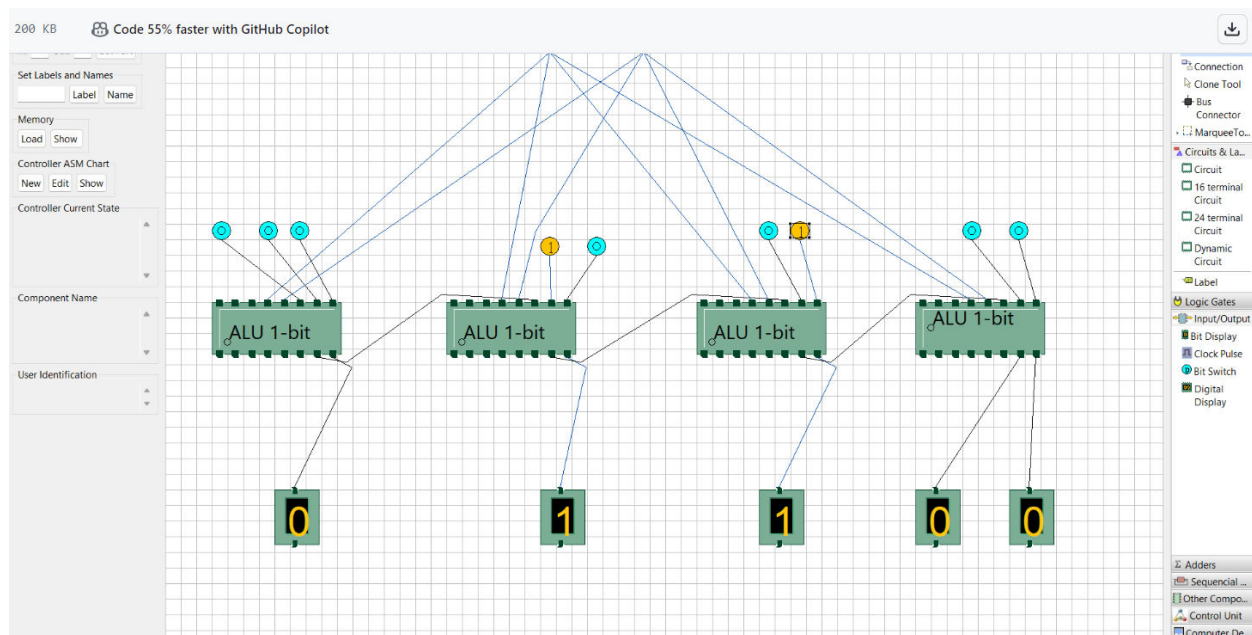 200 KB Code 55% faster with GitHub Copilot
Set Labels and Names
Label Name
Memory
Load Show
Controller ASM Chart
New Edit Show
Controller Current State
Component Name
User Identification
1
1
ALU 1-bit
ALU 1-bit
ALU 1-bit
ALU 1-bit
0
1
1
0
0
Connection
Clone Tool
Bus
Connector
MarqueeTo...
Circuits & La...
Circuit
16 terminal
Circuit
24 terminal
Circuit
Dynamic
Circuit
Label
Logic Gates
Input/Output
Bit Display
Clock Pulse
Bit Switch
Digital
Display
Σ Adders
Sequential ...
Other Compo...
Control Unit
Computer De...